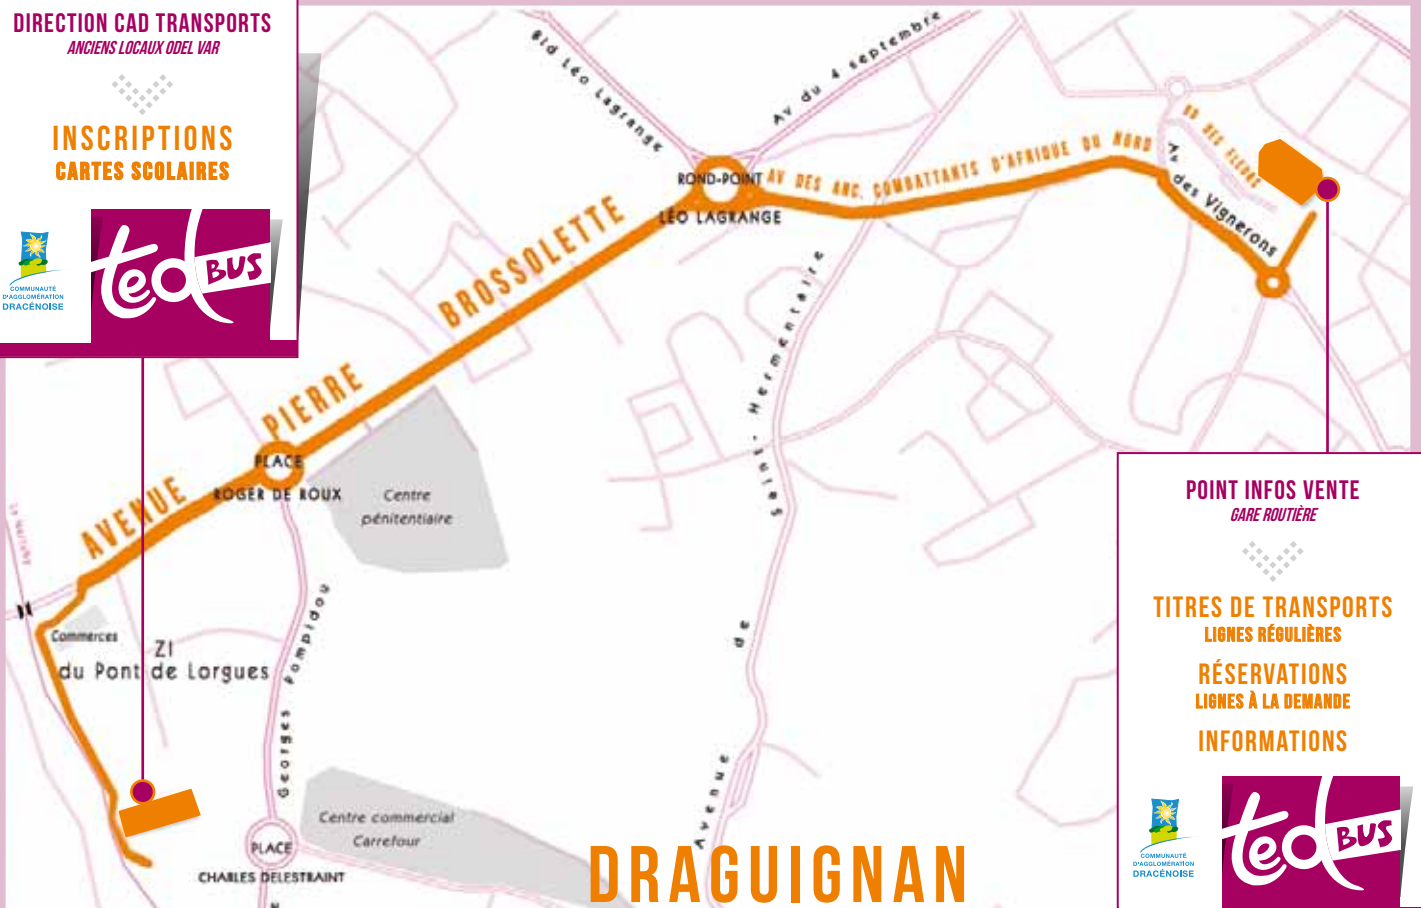 DIRECTION CAD TRANSPORTS
ANCIENS LOCAUX ODEL VAR
INSCRIPTIONS
CARTES SCOLAIRES
COMMUNAUTÉ
D'AGGLOMÉRATION
DRACÉNOISE
ted BUS
Bld Léo Lagrange
Av du 4 septembre
ROND-POINT
LÉO LAGRANGE
AV DES ANC. COMBATTANTS D'AFRIQUE DU NORD
BD DES FLEURS
Av des Vignerons
AVENUE PIERRE BROSSOLETTE
PLACE
ROGER DE ROUX
Centre
pénitentiaire
Avenue de Tuiles - Hermentaire
Commerces
ZI
du Pont de Lorgues
Georges Pompidou
Centre commercial
Carrefour
PLACE
CHARLES DELESTRAINT
DRAGUIGNAN
POINT INFOS VENTE
GARE ROUTIÈRE
TITRES DE TRANSPORTS
LIGNES RÉGULIÈRES
RÉSERVATIONS
LIGNES À LA DEMANDE
INFORMATIONS
COMMUNAUTÉ
D'AGGLOMÉRATION
DRACÉNOISE
ted BUS